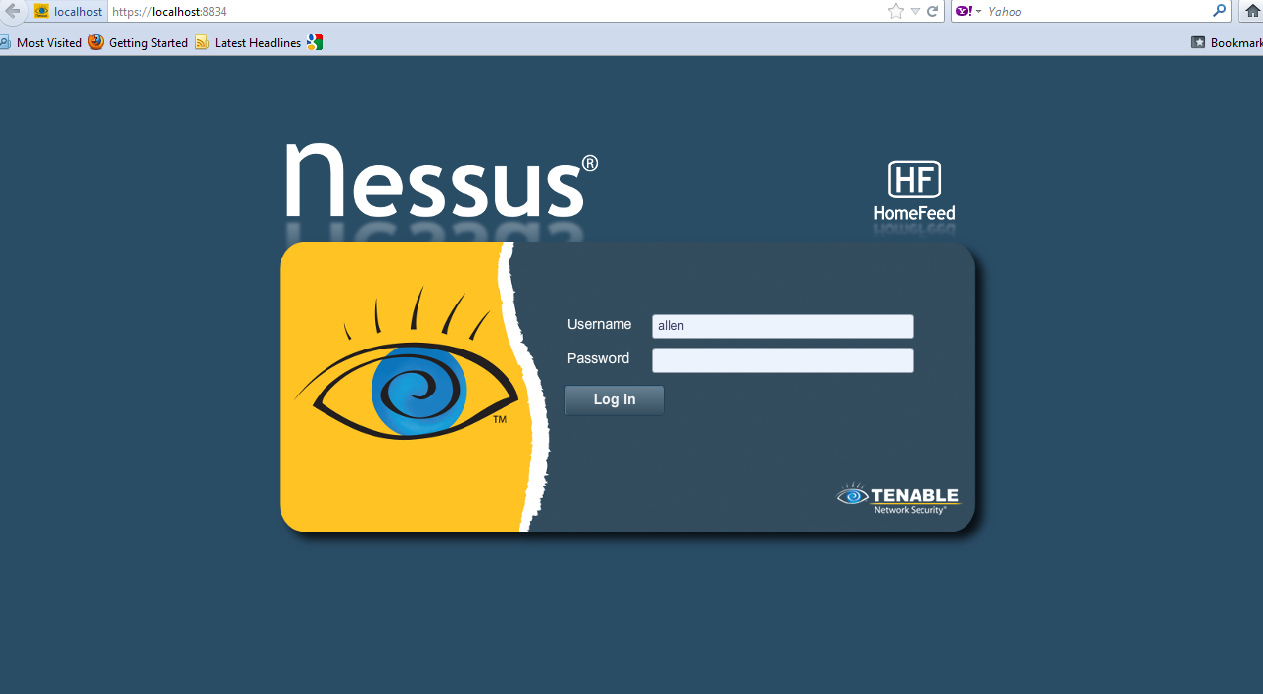 localhost https://localhost:8834 Yahoo
Most Visited Getting Started Latest Headlines Bookmark
nessus®
HF
HomeFeed
Username allen
Password
Log In
TM
TENABLE
Network Security®